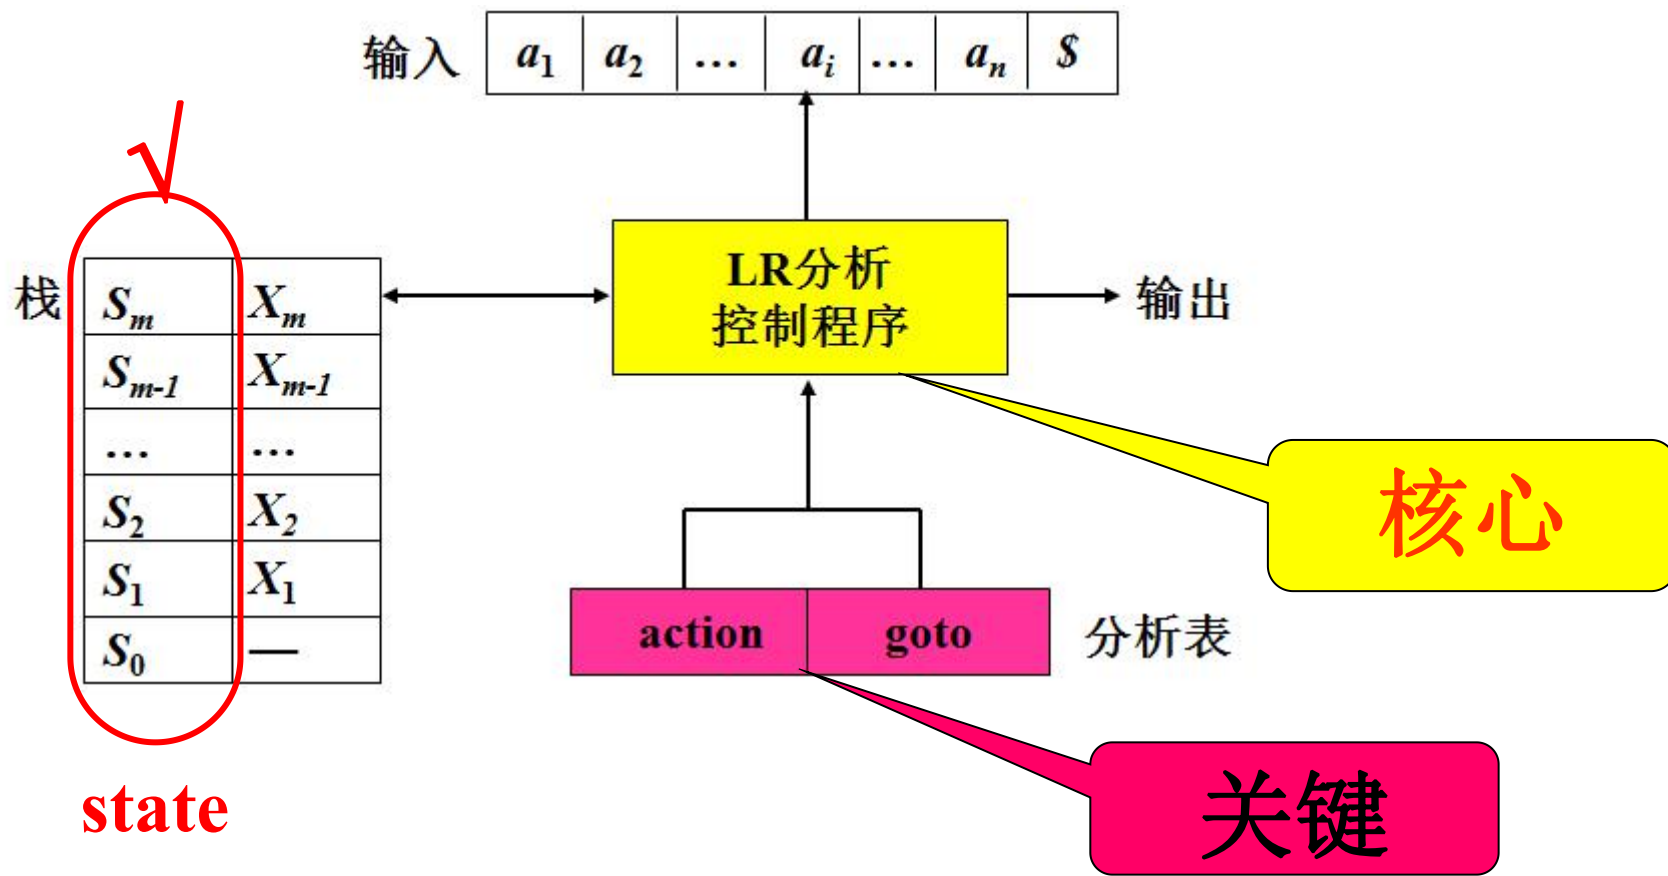 输入 a₁ a₂ … aᵢ … aₙ $
√
栈
Sₘ Xₘ
Sₘ₋₁ Xₘ₋₁
… …
S₂ X₂
S₁ X₁
S₀ —
state
LR分析
控制程序
输出
核心
action goto 分析表
关键